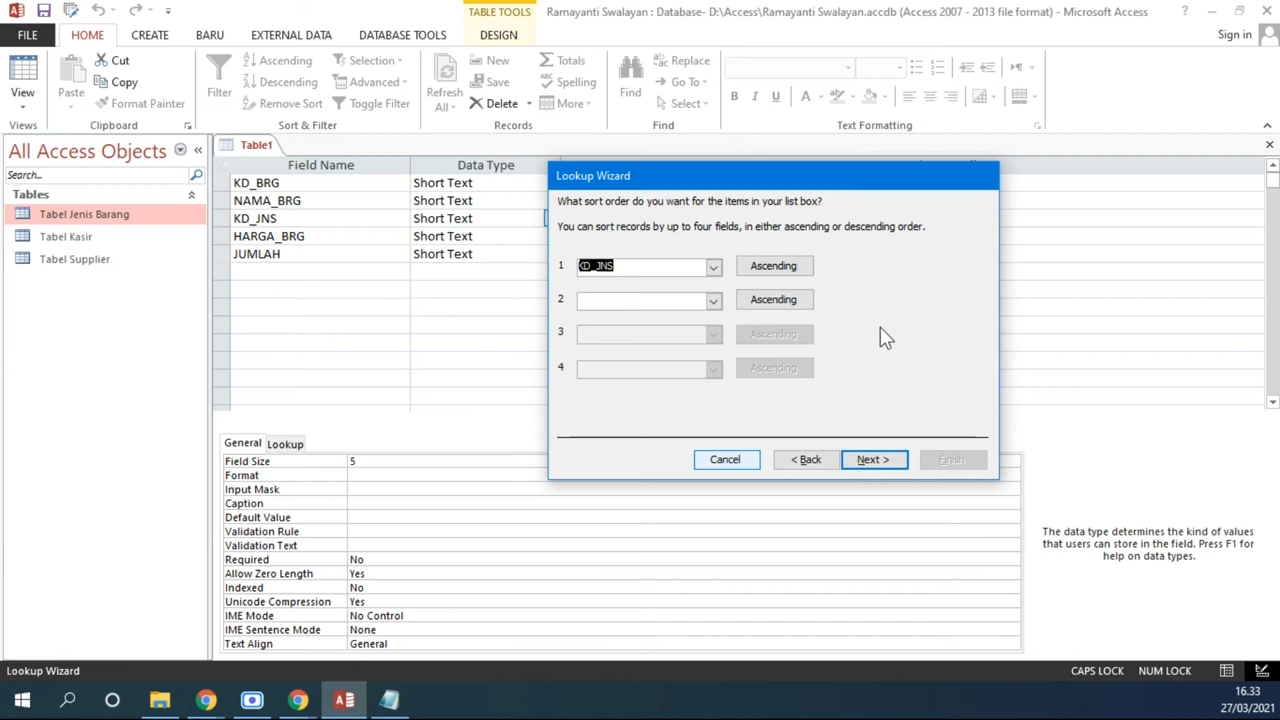 TABLE TOOLS
Ramayanti Swalayan : Database- D:\Access\Ramayanti Swalayan.accdb (Access 2007 - 2013 file format) - Microsoft Access
FILE HOME CREATE BARU EXTERNAL DATA DATABASE TOOLS DESIGN Sign in
View
Views
Paste
Cut
Copy
Format Painter
Clipboard
Filter
Ascending
Descending
Remove Sort
Selection
Advanced
Toggle Filter
Sort & Filter
Refresh
All
New
Save
Delete
Totals
Spelling
More
Records
Find
Replace
Go To
Select
Find
B I U A
Text Formatting
All Access Objects
Search...
Tables
Tabel Jenis Barang
Tabel Kasir
Tabel Supplier
Table1
Field Name Data Type
KD_BRG Short Text
NAMA_BRG Short Text
KD_JNS Short Text
HARGA_BRG Short Text
JUMLAH Short Text
Lookup Wizard
What sort order do you want for the items in your list box?
You can sort records by up to four fields, in either ascending or descending order.
1 KD_JNS Ascending
2 Ascending
3 Ascending
4 Ascending
Cancel < Back Next > Finish
General Lookup
Field Size 5
Format
Input Mask
Caption
Default Value
Validation Rule
Validation Text
Required No
Allow Zero Length Yes
Indexed No
Unicode Compression Yes
IME Mode No Control
IME Sentence Mode None
Text Align General
The data type determines the kind of values
that users can store in the field. Press F1 for
help on data types.
Lookup Wizard CAPS LOCK NUM LOCK
16.33
27/03/2021